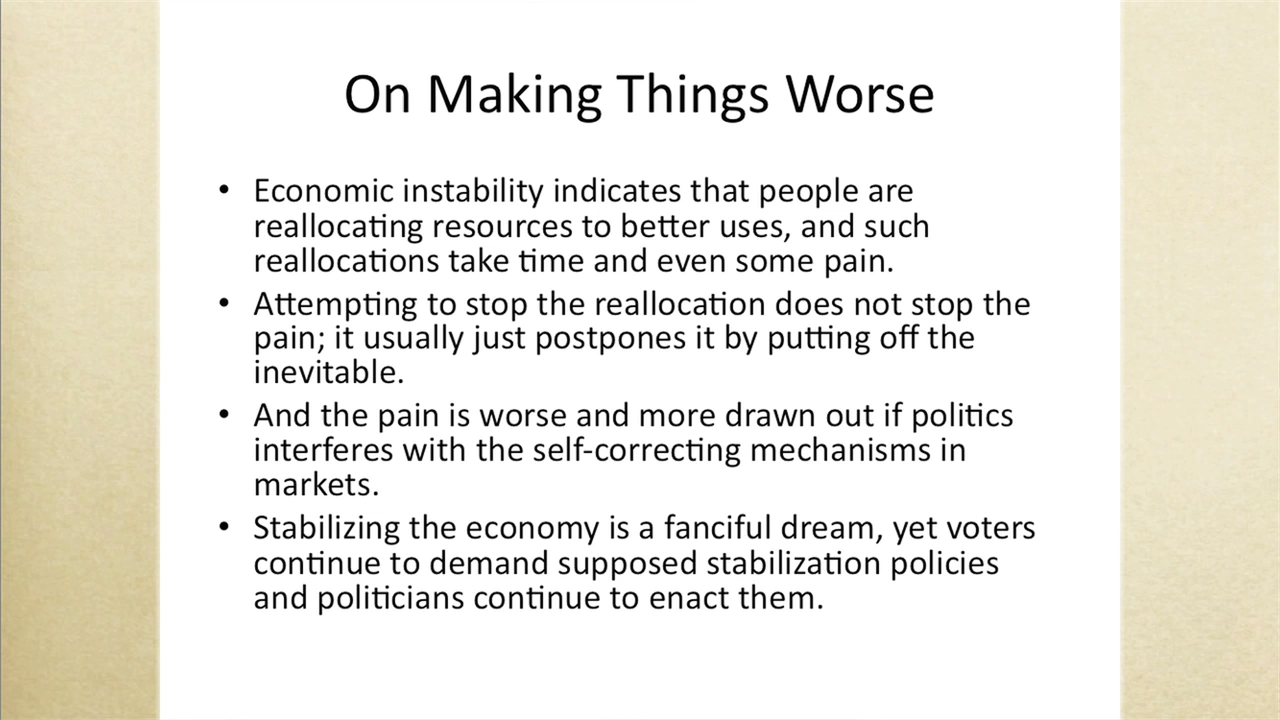 On Making Things Worse
• Economic instability indicates that people are
reallocating resources to better uses, and such
reallocations take time and even some pain.
• Attempting to stop the reallocation does not stop the
pain; it usually just postpones it by putting off the
inevitable.
• And the pain is worse and more drawn out if politics
interferes with the self-correcting mechanisms in
markets.
• Stabilizing the economy is a fanciful dream, yet voters
continue to demand supposed stabilization policies
and politicians continue to enact them.